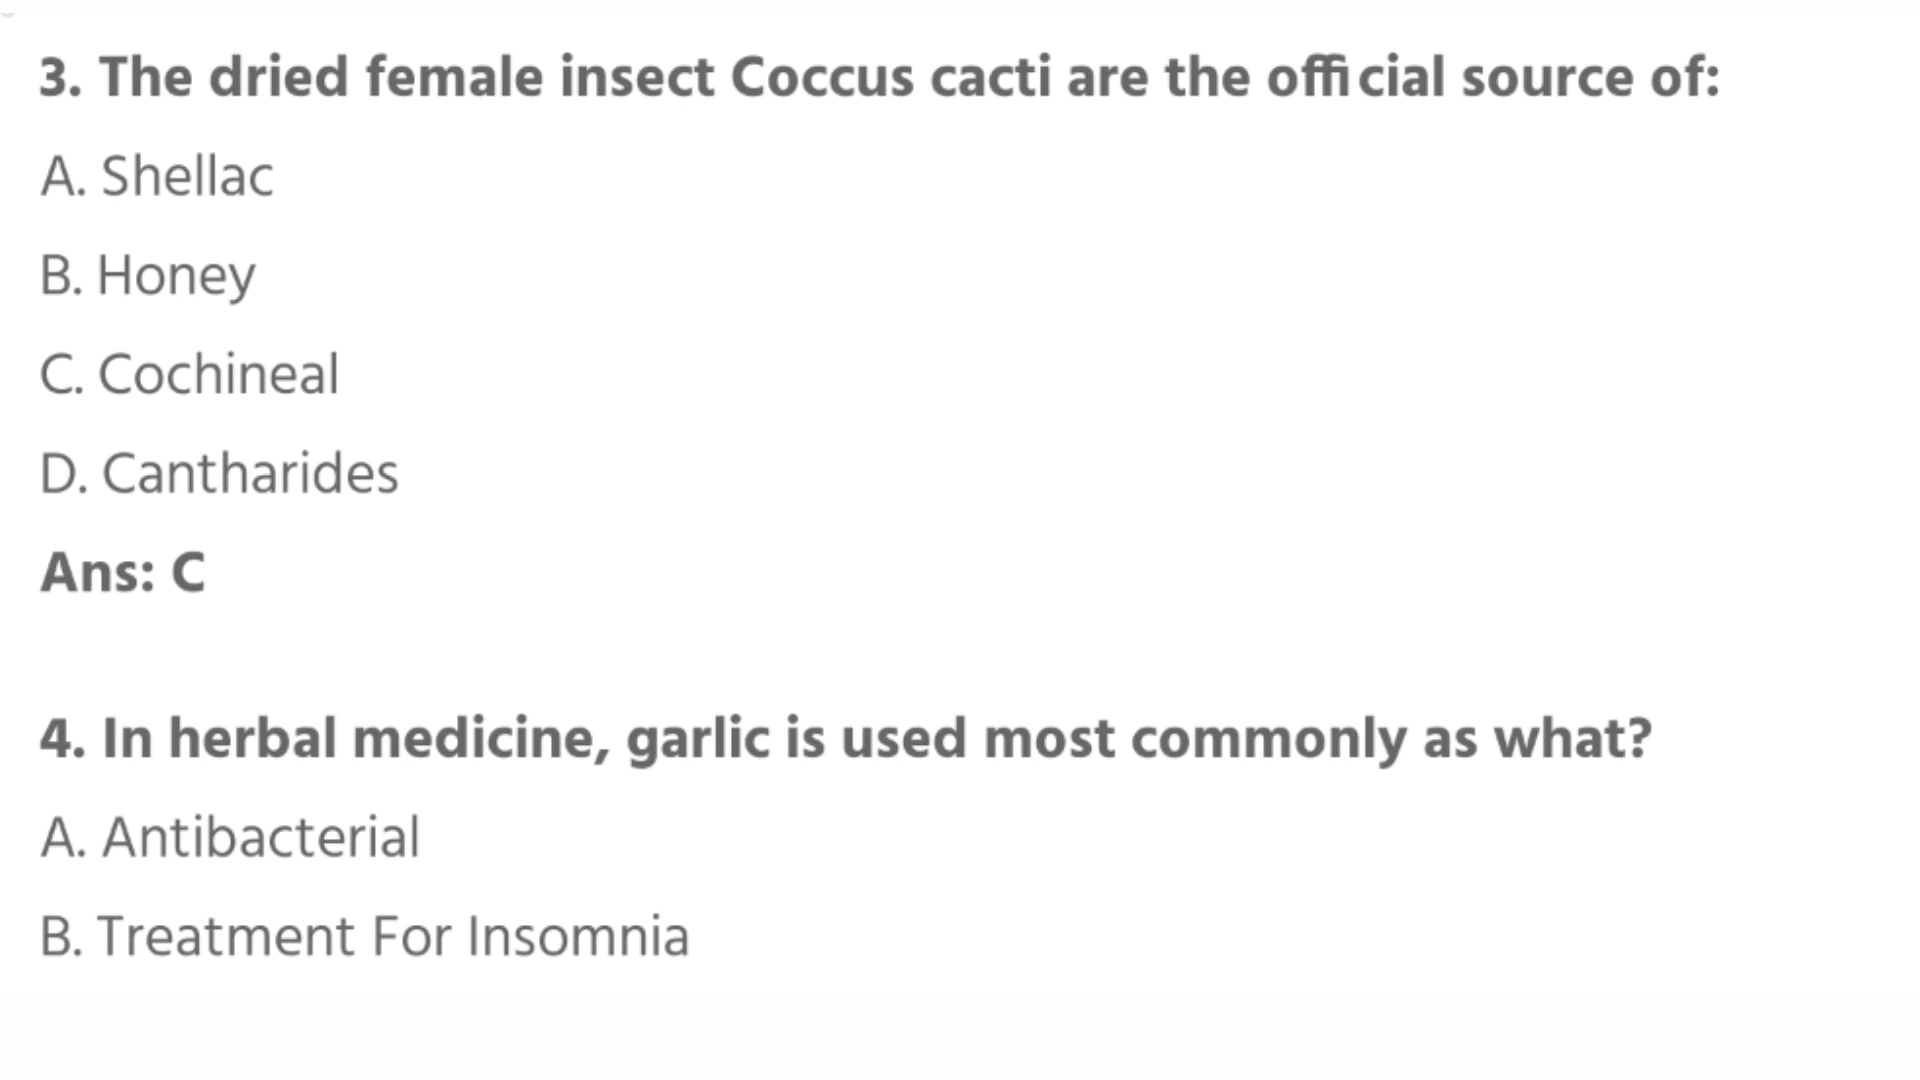 3. The dried female insect Coccus cacti are the official source of:
A. Shellac
B. Honey
C. Cochineal
D. Cantharides
Ans: C
4. In herbal medicine, garlic is used most commonly as what?
A. Antibacterial
B. Treatment For Insomnia